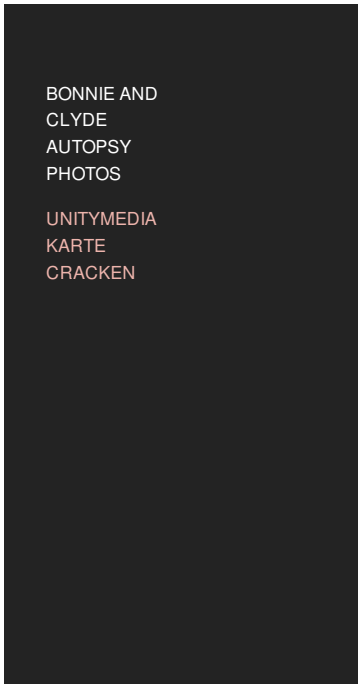 BONNIE AND
CLYDE
AUTOPSY
PHOTOS
UNITYMEDIA
KARTE
CRACKEN